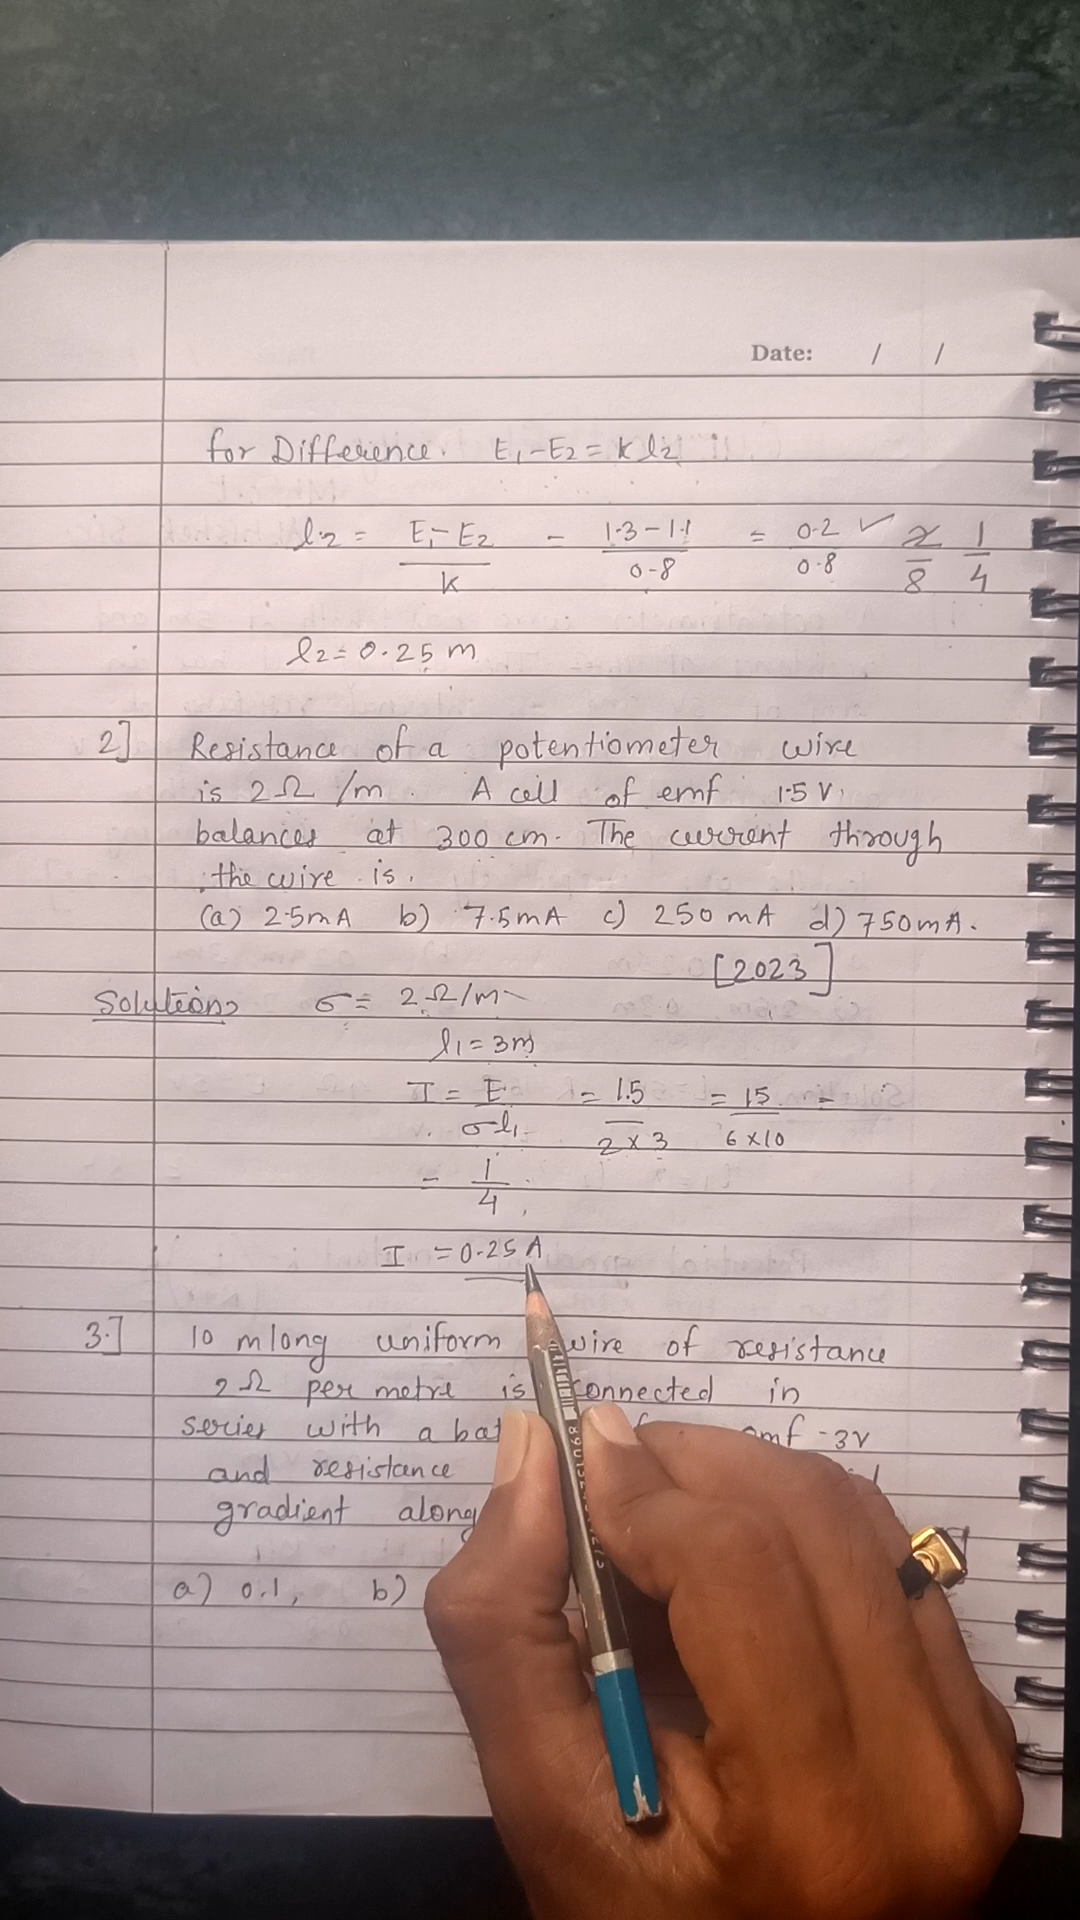 Date: / /
for Difference. E₁-E₂ = k l₂
l₂ = E₁-E₂ / k = 1.3-1.1 / 0.8 = 0.2 / 0.8 ✓ 2/8 1/4
l₂ = 0.25 m
2] Resistance of a potentiometer wire
is 2Ω /m. A cell of emf 1.5 V
balances at 300 cm. The current through
the wire is.
(a) 2.5mA b) 7.5mA c) 250 mA d) 750mA.
[2023]
Solution σ = 2Ω/m
l₁ = 3m
I = E / σl₁ = 1.5 / 2×3 = 15 / 6×10 =
= 1/4
I = 0.25 A
3.] 10 m long uniform wire of resistance
2Ω per metre is connected in
series with a bat emf -3V
and resistance
gradient along
a) 0.1, b)